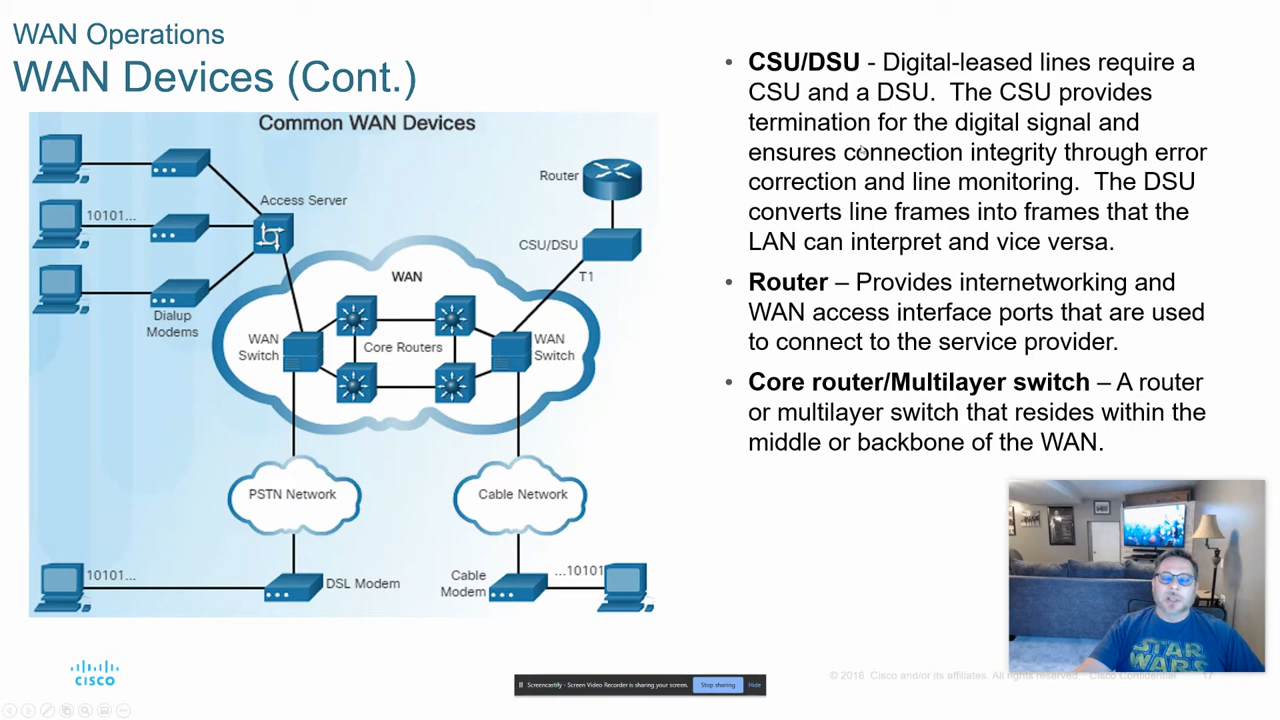 WAN Operations
WAN Devices (Cont.)
Common WAN Devices
Router
Access Server
10101...
CSU/DSU
T1
WAN
Dialup
Modems
WAN
Switch
Core Routers
WAN
Switch
PSTN Network
Cable Network
10101...
DSL Modem
Cable
Modem
...10101
• CSU/DSU - Digital-leased lines require a
CSU and a DSU. The CSU provides
termination for the digital signal and
ensures connection integrity through error
correction and line monitoring. The DSU
converts line frames into frames that the
LAN can interpret and vice versa.
• Router – Provides internetworking and
WAN access interface ports that are used
to connect to the service provider.
• Core router/Multilayer switch – A router
or multilayer switch that resides within the
middle or backbone of the WAN.
STAR
WARS
CISCO
Screencastify - Screen Video Recorder is sharing your screen.
Stop sharing
Hide
© 2016 Cisco and/or its affiliates. All rights reserved. Cisco Confidential
17